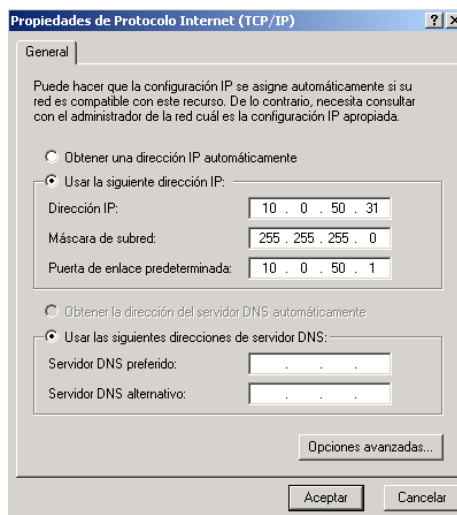 Propiedades de Protocolo Internet (TCP/IP)
General
Puede hacer que la configuración IP se asigne automáticamente si su
red es compatible con este recurso. De lo contrario, necesita consultar
con el administrador de la red cuál es la configuración IP apropiada.
Obtener una dirección IP automáticamente
Usar la siguiente dirección IP:
Dirección IP: 10 . 0 . 50 . 31
Máscara de subred: 255 . 255 . 255 . 0
Puerta de enlace predeterminada: 10 . 0 . 50 . 1
Obtener la dirección del servidor DNS automáticamente
Usar las siguientes direcciones de servidor DNS:
Servidor DNS preferido: . . .
Servidor DNS alternativo: . . .
Opciones avanzadas...
Aceptar Cancelar